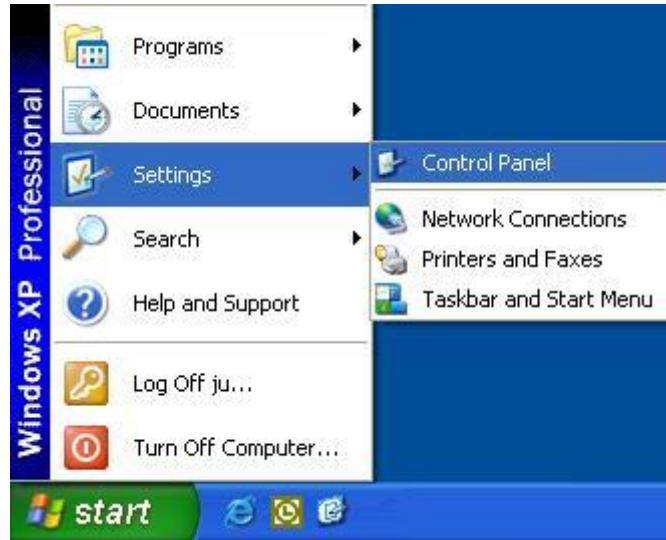 Windows XP Professional
Programs
Documents
Settings
Search
Help and Support
Log Off ju...
Turn Off Computer...
Control Panel
Network Connections
Printers and Faxes
Taskbar and Start Menu
start